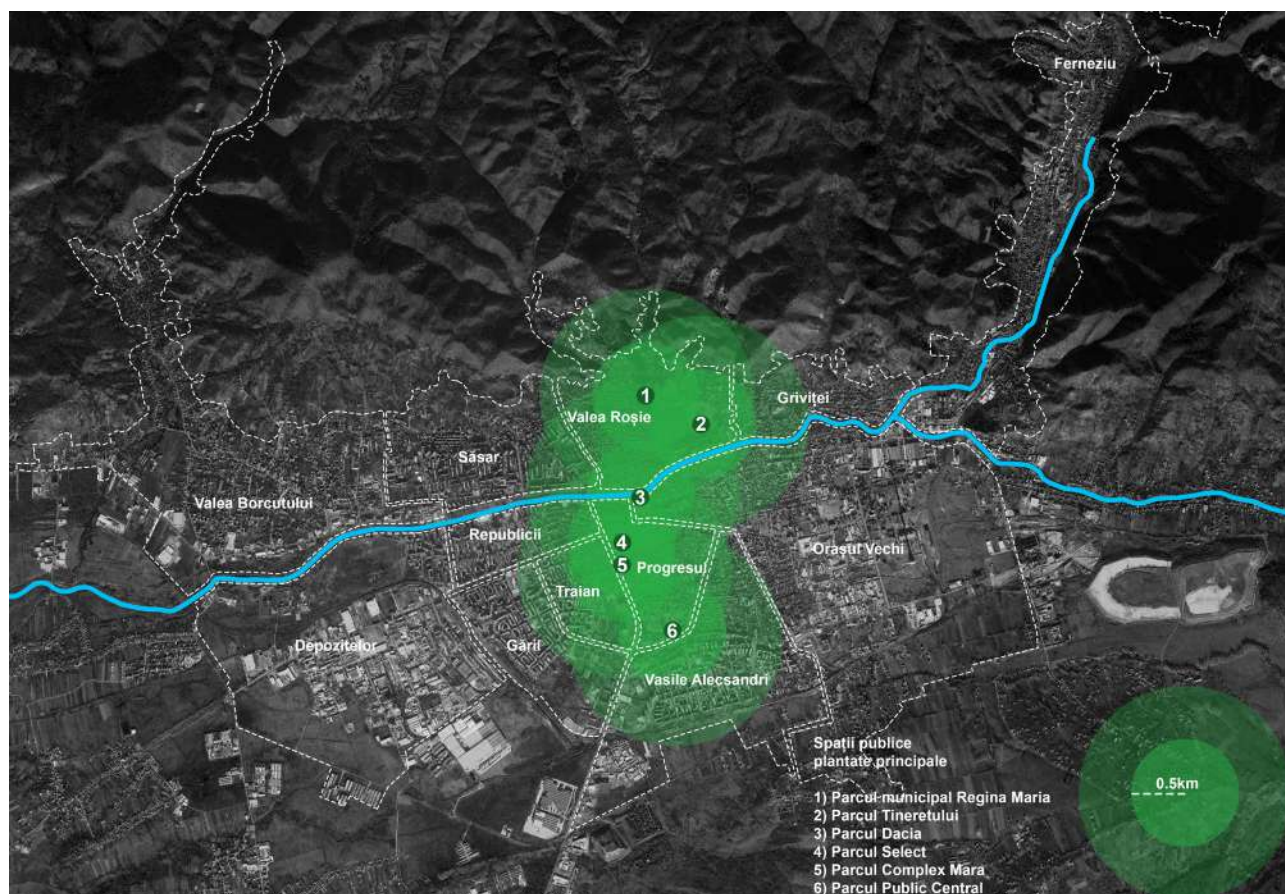 Ferneziu
1
Valea Roșie
2
Griviței
Săsar
3
Valea Borcutului
Republicii
4
Orașul Vechi
5
Progresul
Traian
6
Depozitelor
Gării
Vasile Alecsandri
Spații publice
plantate principale
0.5km
1) Parcul municipal Regina Maria
2) Parcul Tineretului
3) Parcul Dacia
4) Parcul Select
5) Parcul Complex Mara
6) Parcul Public Central